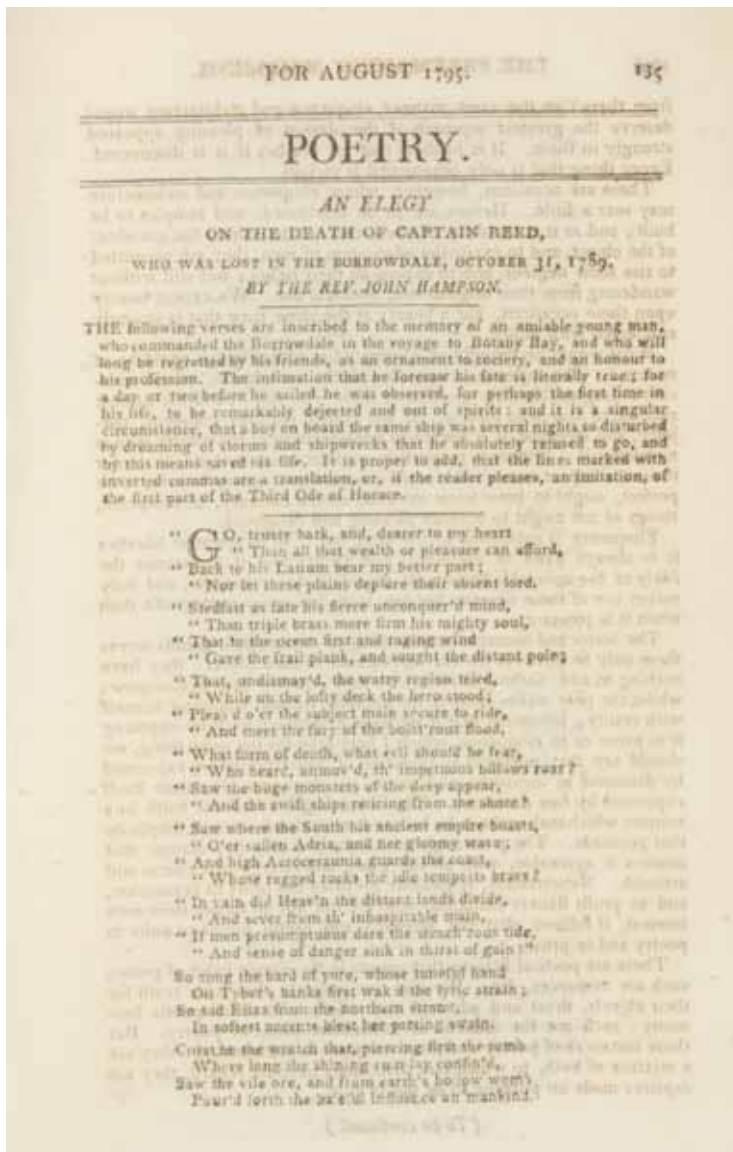 FOR AUGUST 1795. 135
POETRY.
AN ELEGY
ON THE DEATH OF CAPTAIN REED,
WHO WAS LOST IN THE BORROWDALE, OCTOBER 31, 1789.
BY THE REV. JOHN HAMPSON.
THE following verses are inscribed to the memory of an amiable young man,
who commanded the Borrowdale in the voyage to Botany Bay, and who will
long be regretted by his friends, as an ornament to society, and an honour to
his profession. The intimation that he foresaw his fate is literally true; for
a day or two before he sailed he was observed, for perhaps the first time in
his life, to be remarkably dejected and out of spirits: and it is a singular
circumstance, that a boy on board the same ship was several nights so disturbed
by dreaming of storms and shipwrecks that he absolutely refused to go, and
by this means saved his life. It is proper to add, that the lines marked with
inverted commas are a translation, or, if the reader pleases, an imitation, of
the first part of the Third Ode of Horace.
" GO, trusty bark, and, dearer to my heart
" Than all that wealth or pleasure can afford,
" Back to his Latium bear my better part;
" Nor let these plains deplore their absent lord.
" Stedfast as fate his fierce unconquer'd mind,
" Than triple brass more firm his mighty soul,
" That to the ocean first and raging wind
" Gave the frail plank, and sought the distant pole;
" That, undismay'd, the watry region tried,
" While on the lofty deck the hero stood;
" Pleas'd o'er the subject main secure to ride,
" And meet the fury of the boist'rous flood.
" What form of death, what evil should he fear,
" Who heard, unmov'd, th' impetuous billows roar?
" Saw the huge monsters of the deep appear,
" And the swift ships retiring from the shore?
" Saw where the South his ancient empire boasts,
" O'er sullen Adria, and her gloomy wave;
" And high Acroceraunia guards the coast,
" Whose rugged rocks the idle tempests brave?
" In vain did Heav'n the distant lands divide,
" And sever from th' inhospitable main,
" If men presumptuous dare the treach'rous tide,
" And sense of danger sink in thirst of gain!"
So song the bard of yore, whose tuneful hand
On Tyber's banks first wak'd the lyric strain;
So said Eliza from the northern
In softest accents blest her parting swain.
Curst be the wretch that, piercing first the tomb
Where long the shining lay confin'd,
Saw the vile ore, and from earth's hollow womb
Pour'd forth the baleful influence on mankind.